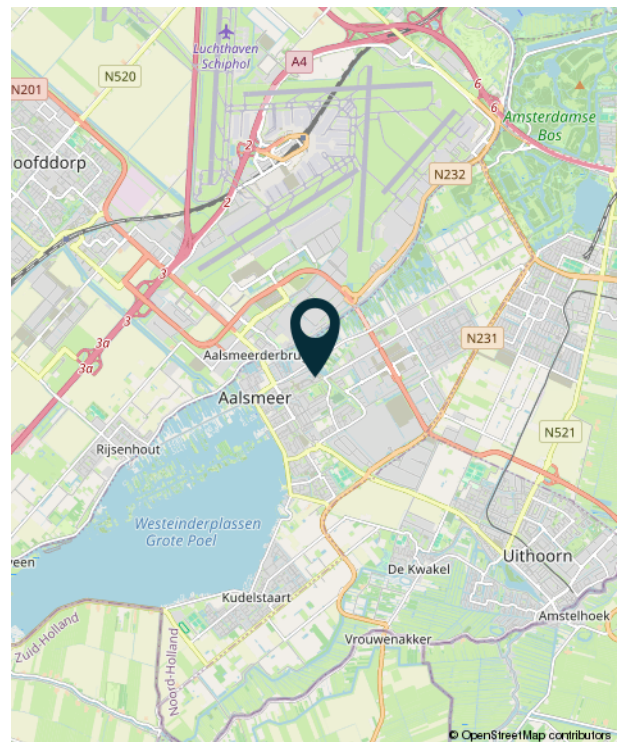 Luchthaven
Schiphol
A4
N520
N201
6
6
Amsterdamse
Bos
oofddorp
2
N232
2
3
3
3a
3a
N231
Aalsmeerderbru
Aalsmeer
Rijsenhout
N521
Westeinderplassen
Grote Poel
Uithoorn
een
De Kwakel
Kudelstaart
Amstelhoek
Zuid-Holland
Noord-Holland
Vrouwenakker
© OpenStreetMap contributors